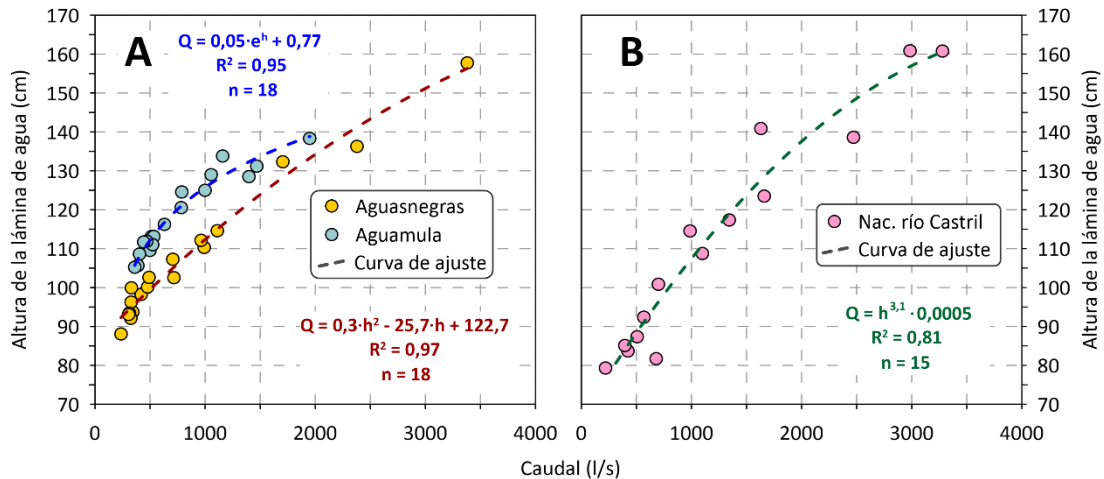 A
B
Altura de la lámina de agua (cm)
170
160
150
140
130
120
110
100
90
80
70
Q = 0,05·eʰ + 0,77
R² = 0,95
n = 18
Aguasnegras
Aguamula
Curva de ajuste
Q = 0,3·h² - 25,7·h + 122,7
R² = 0,97
n = 18
0 1000 2000 3000 4000
Nac. río Castril
Curva de ajuste
Q = h³,¹ · 0,0005
R² = 0,81
n = 15
0 1000 2000 3000 4000
170
160
150
140
130
120
110
100
90
80
70
Altura de la lámina de agua (cm)
Caudal (l/s)